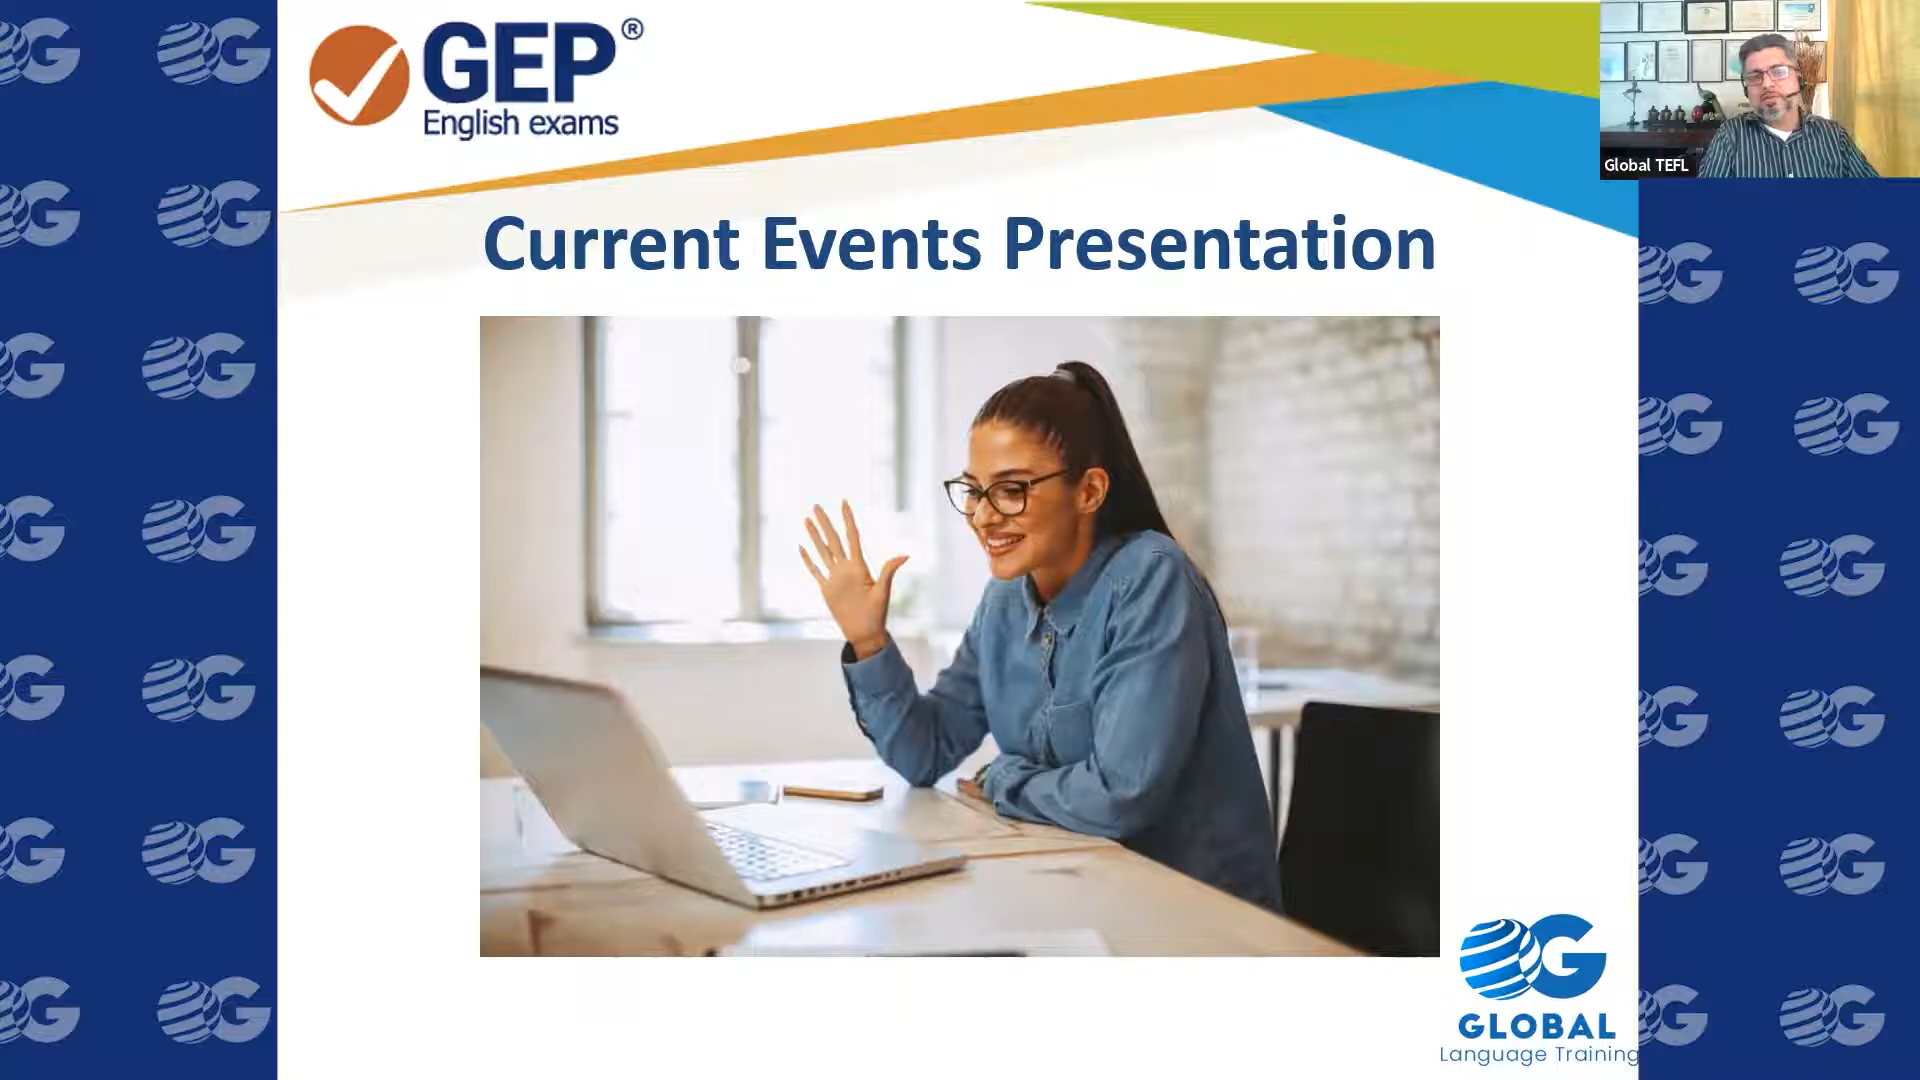 GEP®
English exams
Global TEFL
Current Events Presentation
G
GLOBAL
Language Training